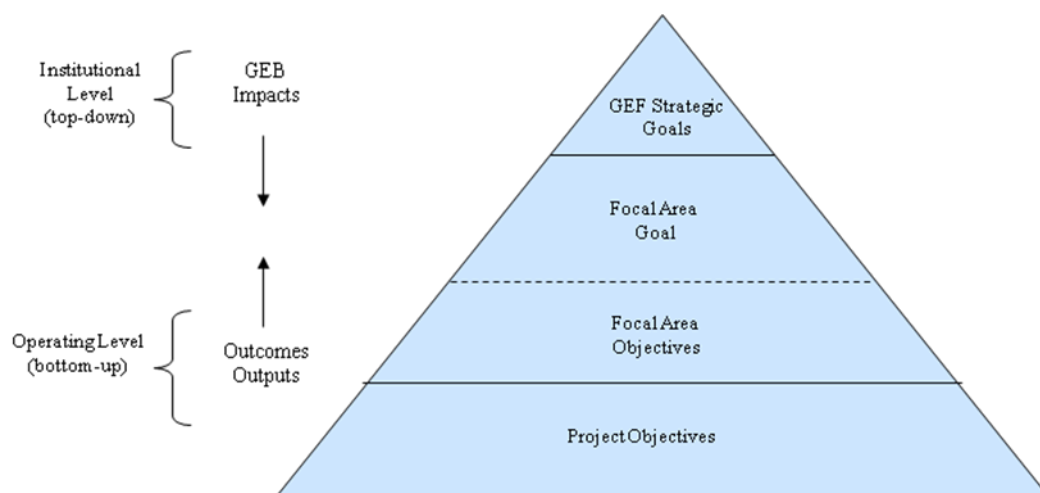 Institutional
Level
(top-down)
GEB
Impacts
GEF Strategic
Goals
Focal Area
Goal
Focal Area
Objectives
Operating Level
(bottom-up)
Outcomes
Outputs
Project Objectives